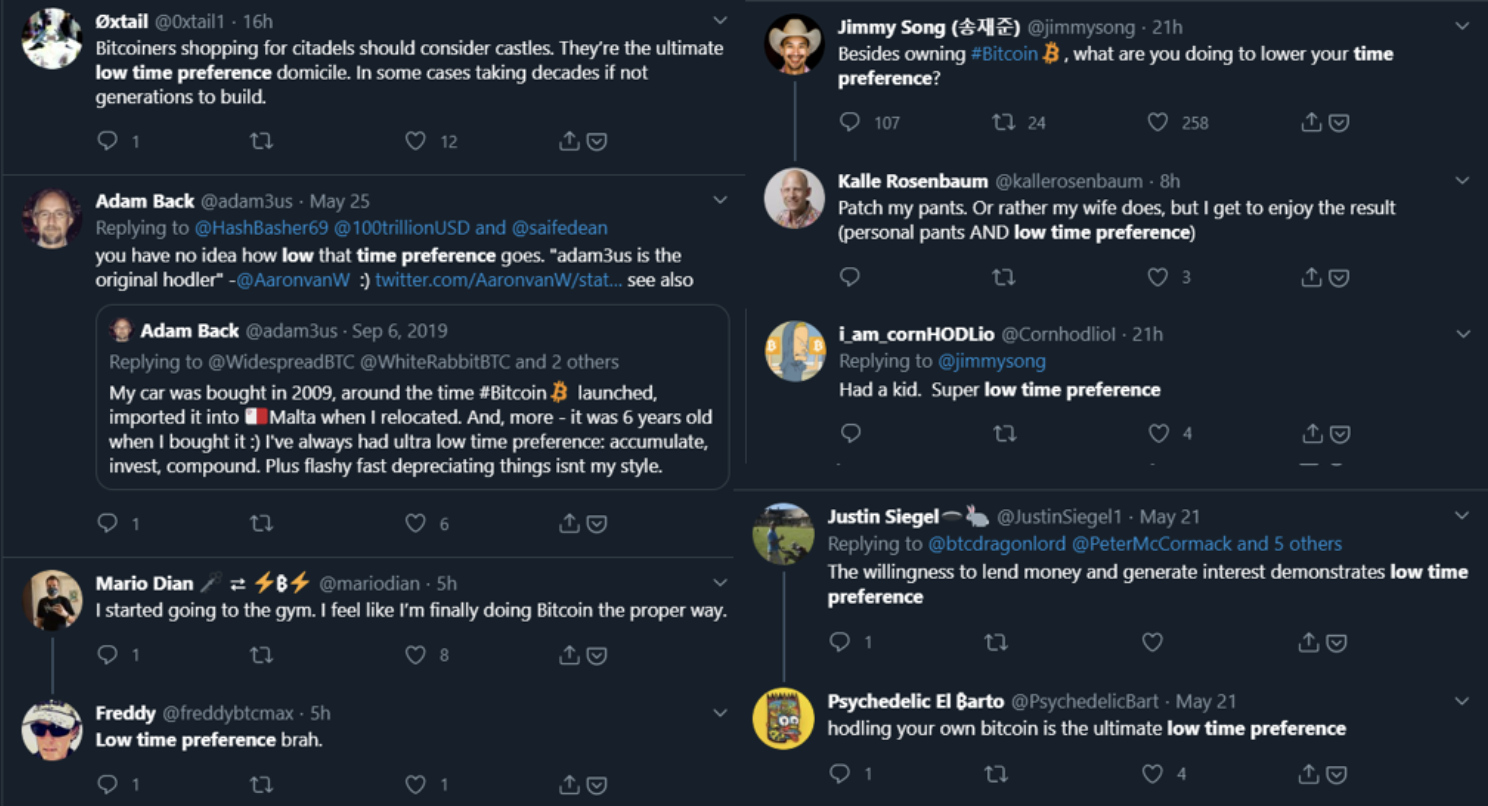 Øxtail @0xtail1 · 16h
Bitcoiners shopping for citadels should consider castles. They're the ultimate
low time preference domicile. In some cases taking decades if not
generations to build.
1 12
Adam Back @adam3us · May 25
Replying to @HashBasher69 @100trillionUSD and @saifedean
you have no idea how low that time preference goes. "adam3us is the
original hodler" -@AaronvanW :) twitter.com/AaronvanW/stat... see also
Adam Back @adam3us · Sep 6, 2019
Replying to @WidespreadBTC @WhiteRabbitBTC and 2 others
My car was bought in 2009, around the time #Bitcoin launched,
imported it into 🇲🇹Malta when I relocated. And, more - it was 6 years old
when I bought it :) I've always had ultra low time preference: accumulate,
invest, compound. Plus flashy fast depreciating things isnt my style.
1 6
Mario Dian ⇄ ⚡₿⚡ @mariodian · 5h
I started going to the gym. I feel like I'm finally doing Bitcoin the proper way.
1 8
Freddy @freddybtcmax · 5h
Low time preference brah.
1 1
Jimmy Song (송재준) @jimmysong · 21h
Besides owning #Bitcoin ₿, what are you doing to lower your time
preference?
107 24 258
Kalle Rosenbaum @kallerosenbaum · 8h
Patch my pants. Or rather my wife does, but I get to enjoy the result
(personal pants AND low time preference)
3
i_am_cornHODLio @CornhodlioI · 21h
Replying to @jimmysong
Had a kid. Super low time preference
4
Justin Siegel🕳🐇 @JustinSiegel1 · May 21
Replying to @btcdragonlord @PeterMcCormack and 5 others
The willingness to lend money and generate interest demonstrates low time
preference
1
Psychedelic El ₿arto @PsychedelicBart · May 21
hodling your own bitcoin is the ultimate low time preference
1 4